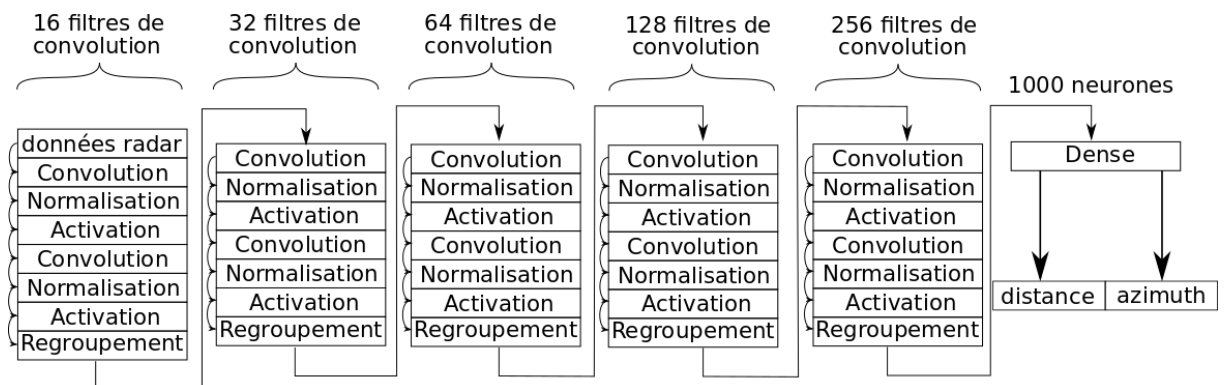 16 filtres de
convolution
32 filtres de
convolution
64 filtres de
convolution
128 filtres de
convolution
256 filtres de
convolution
1000 neurones
données radar
Convolution
Normalisation
Activation
Convolution
Normalisation
Activation
Regroupement
Convolution
Normalisation
Activation
Convolution
Normalisation
Activation
Regroupement
Convolution
Normalisation
Activation
Convolution
Normalisation
Activation
Regroupement
Convolution
Normalisation
Activation
Convolution
Normalisation
Activation
Regroupement
Convolution
Normalisation
Activation
Convolution
Normalisation
Activation
Regroupement
Dense
distance
azimuth